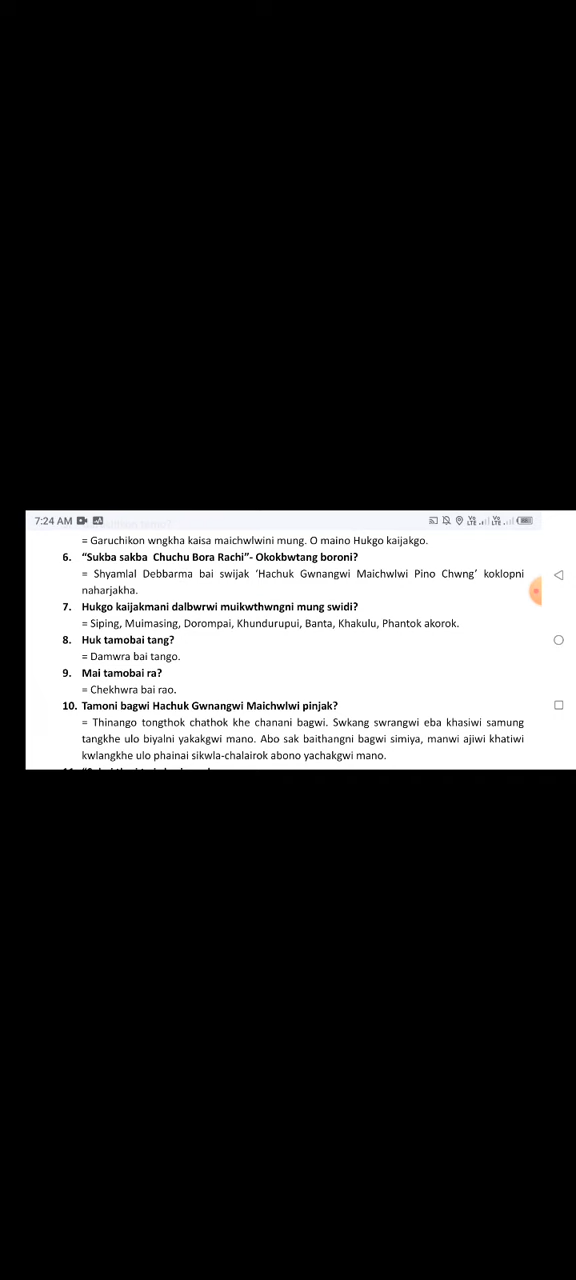 7:24 AM
= Garuchikon wngkha kaisa maichwlwini mung. O maino Hukgo kaijakgo.
6. “Sukba sakba Chuchu Bora Rachi”- Okokbwtang boroni?
= Shyamlal Debbarma bai swijak ‘Hachuk Gwnangwi Maichwlwi Pino Chwng’ koklopni
naharjakha.
7. Hukgo kaijakmani dalbwrwi muikwthwngni mung swidi?
= Siping, Muimasing, Dorompai, Khundurupui, Banta, Khakulu, Phantok akorok.
8. Huk tamobai tang?
= Damwra bai tango.
9. Mai tamobai ra?
= Chekhwra bai rao.
10. Tamoni bagwi Hachuk Gwnangwi Maichwlwi pinjak?
= Thinango tongthok chathok khe chanani bagwi. Swkang swrangwi eba khasiwi samung
tangkhe ulo biyalni yakakgwi mano. Abo sak baithangni bagwi simiya, manwi ajiwi khatiwi
kwlangkhe ulo phainai sikwla-chalairok abono yachakgwi mano.